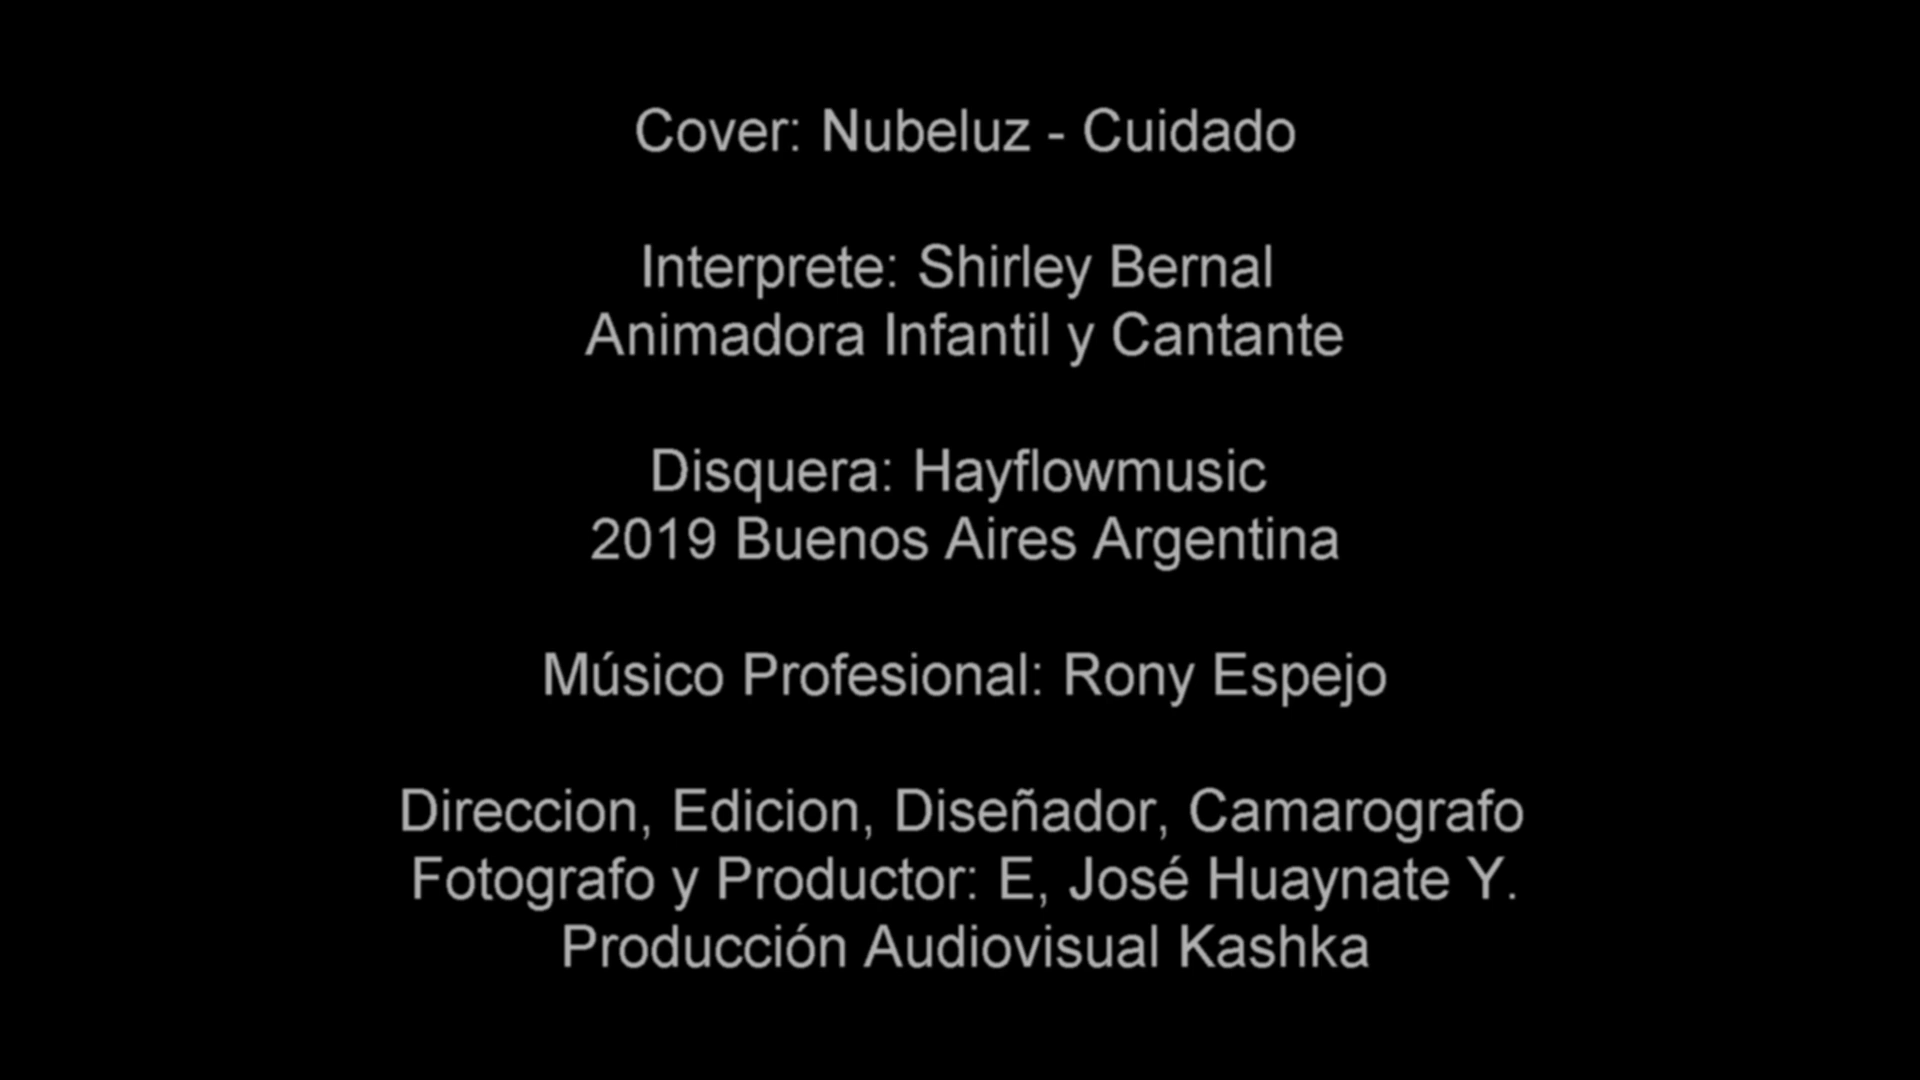 Cover: Nubeluz - Cuidado
Interprete: Shirley Bernal
Animadora Infantil y Cantante
Disquera: Hayflowmusic
2019 Buenos Aires Argentina
Músico Profesional: Rony Espejo
Direccion, Edicion, Diseñador, Camarografo
Fotografo y Productor: E, José Huaynate Y.
Producción Audiovisual Kashka